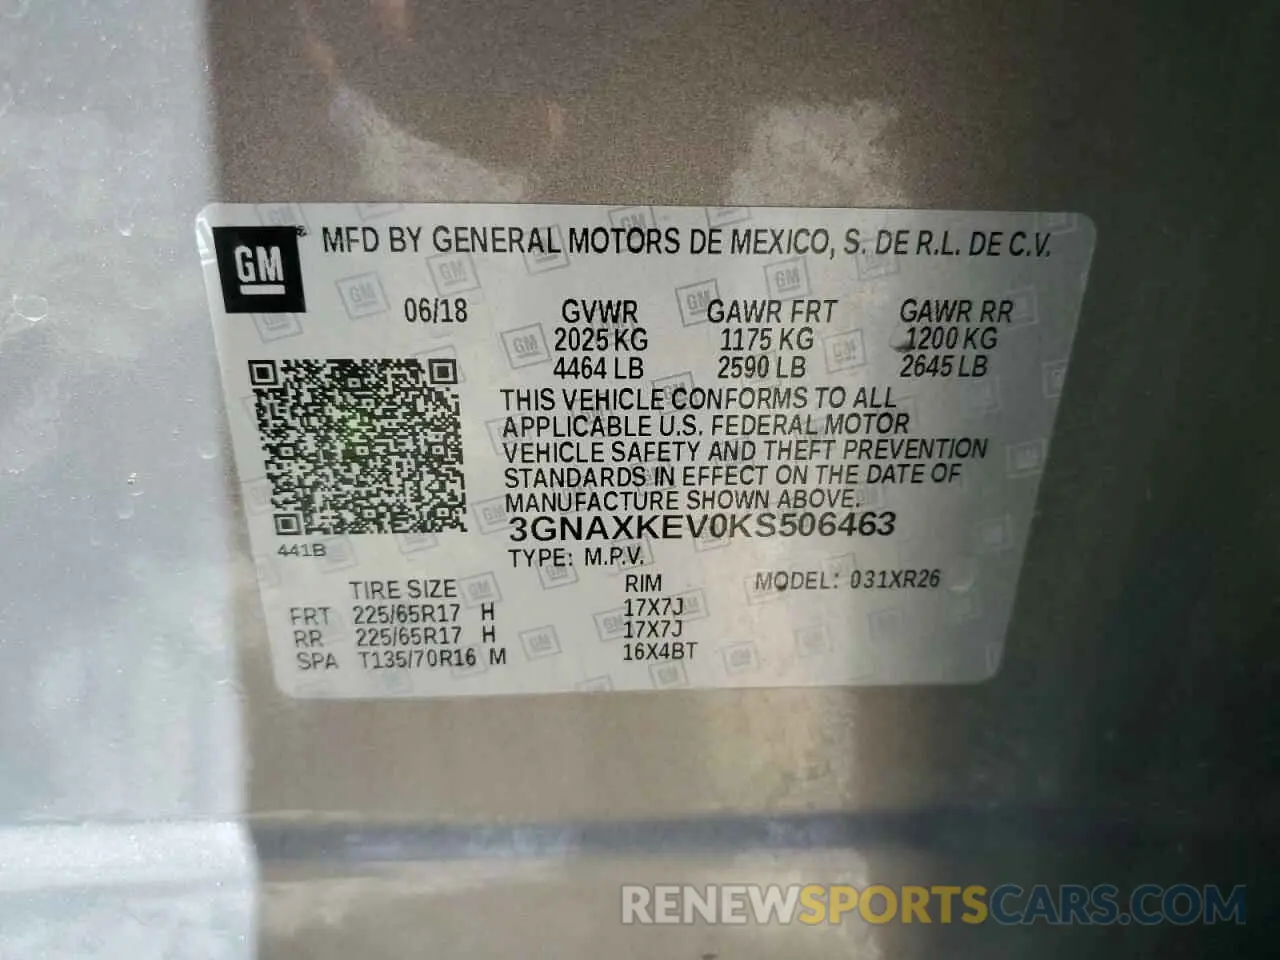 GM® MFD BY GENERAL MOTORS DE MEXICO, S. DE R.L. DE C.V.
06/18 GVWR GAWR FRT GAWR RR
2025 KG 1175 KG 1200 KG
4464 LB 2590 LB 2645 LB
THIS VEHICLE CONFORMS TO ALL
APPLICABLE U.S. FEDERAL MOTOR
VEHICLE SAFETY AND THEFT PREVENTION
STANDARDS IN EFFECT ON THE DATE OF
MANUFACTURE SHOWN ABOVE.
3GNAXKEV0KS506463
441B
TYPE: M.P.V.
TIRE SIZE RIM MODEL: 031XR26
FRT 225/65R17 H 17X7J
RR 225/65R17 H 17X7J
SPA T135/70R16 M 16X4BT
RENEWSPORTSCARS.COM